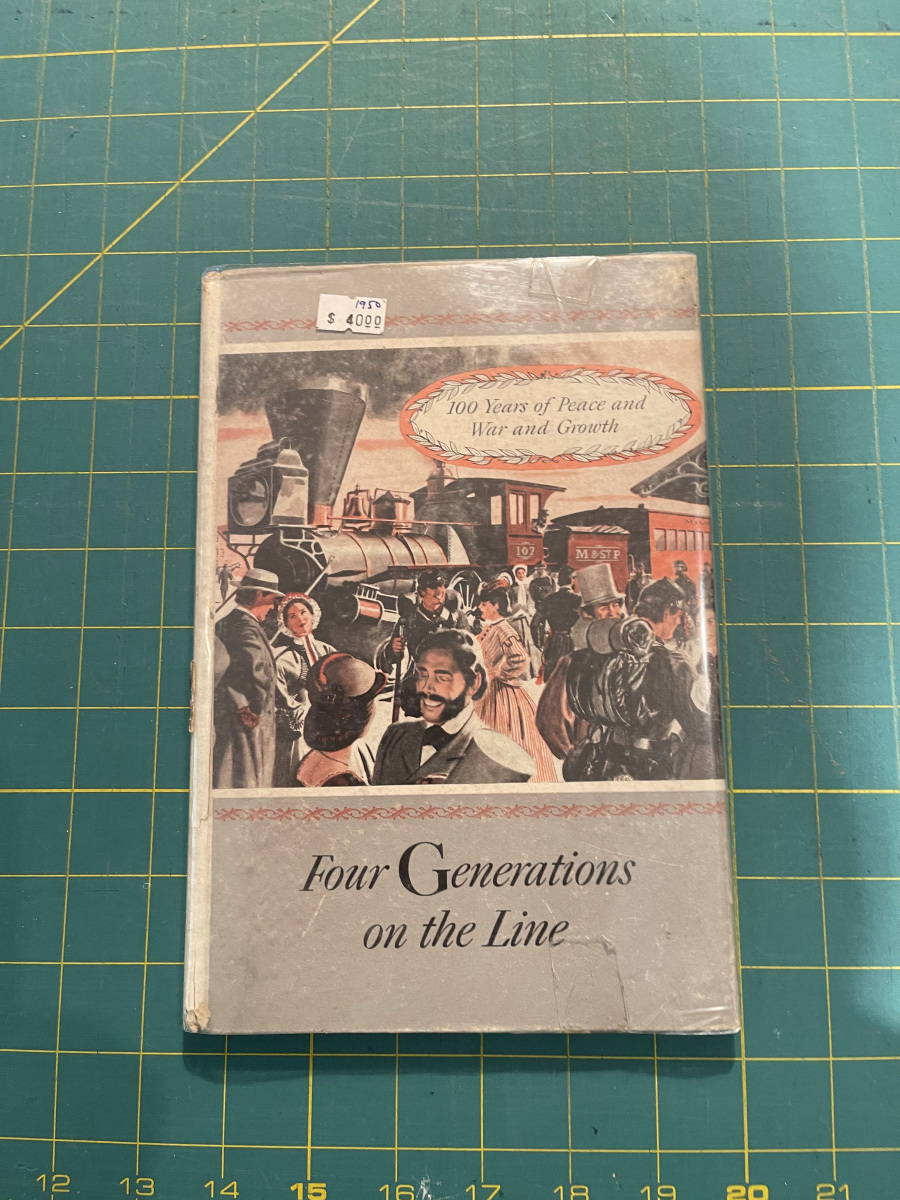 1950
$ 40.00
100 Years of Peace and
War and Growth
107
M & ST P
Four Generations
on the Line
12 13 14 15 16 17 18 19 20 21